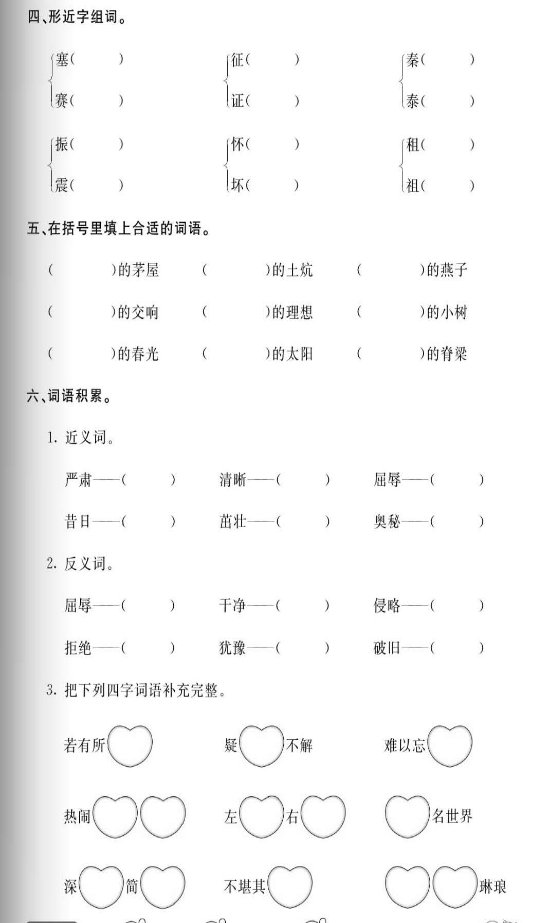 四、形近字组词。
塞(　　) 征(　　) 秦(　　)
赛(　　) 证(　　) 泰(　　)
振(　　) 怀(　　) 租(　　)
震(　　) 坏(　　) 祖(　　)
五、在括号里填上合适的词语。
(　　)的茅屋 (　　)的土炕 (　　)的燕子
(　　)的交响 (　　)的理想 (　　)的小树
(　　)的春光 (　　)的太阳 (　　)的脊梁
六、词语积累。
1. 近义词。
严肃——(　　) 清晰——(　　) 屈辱——(　　)
昔日——(　　) 茁壮——(　　) 奥秘——(　　)
2. 反义词。
屈辱——(　　) 干净——(　　) 侵略——(　　)
拒绝——(　　) 犹豫——(　　) 破旧——(　　)
3. 把下列四字词语补充完整。
若有所 疑 不解 难以忘
热闹 左 右 名世界
深 简 不堪其 琳琅